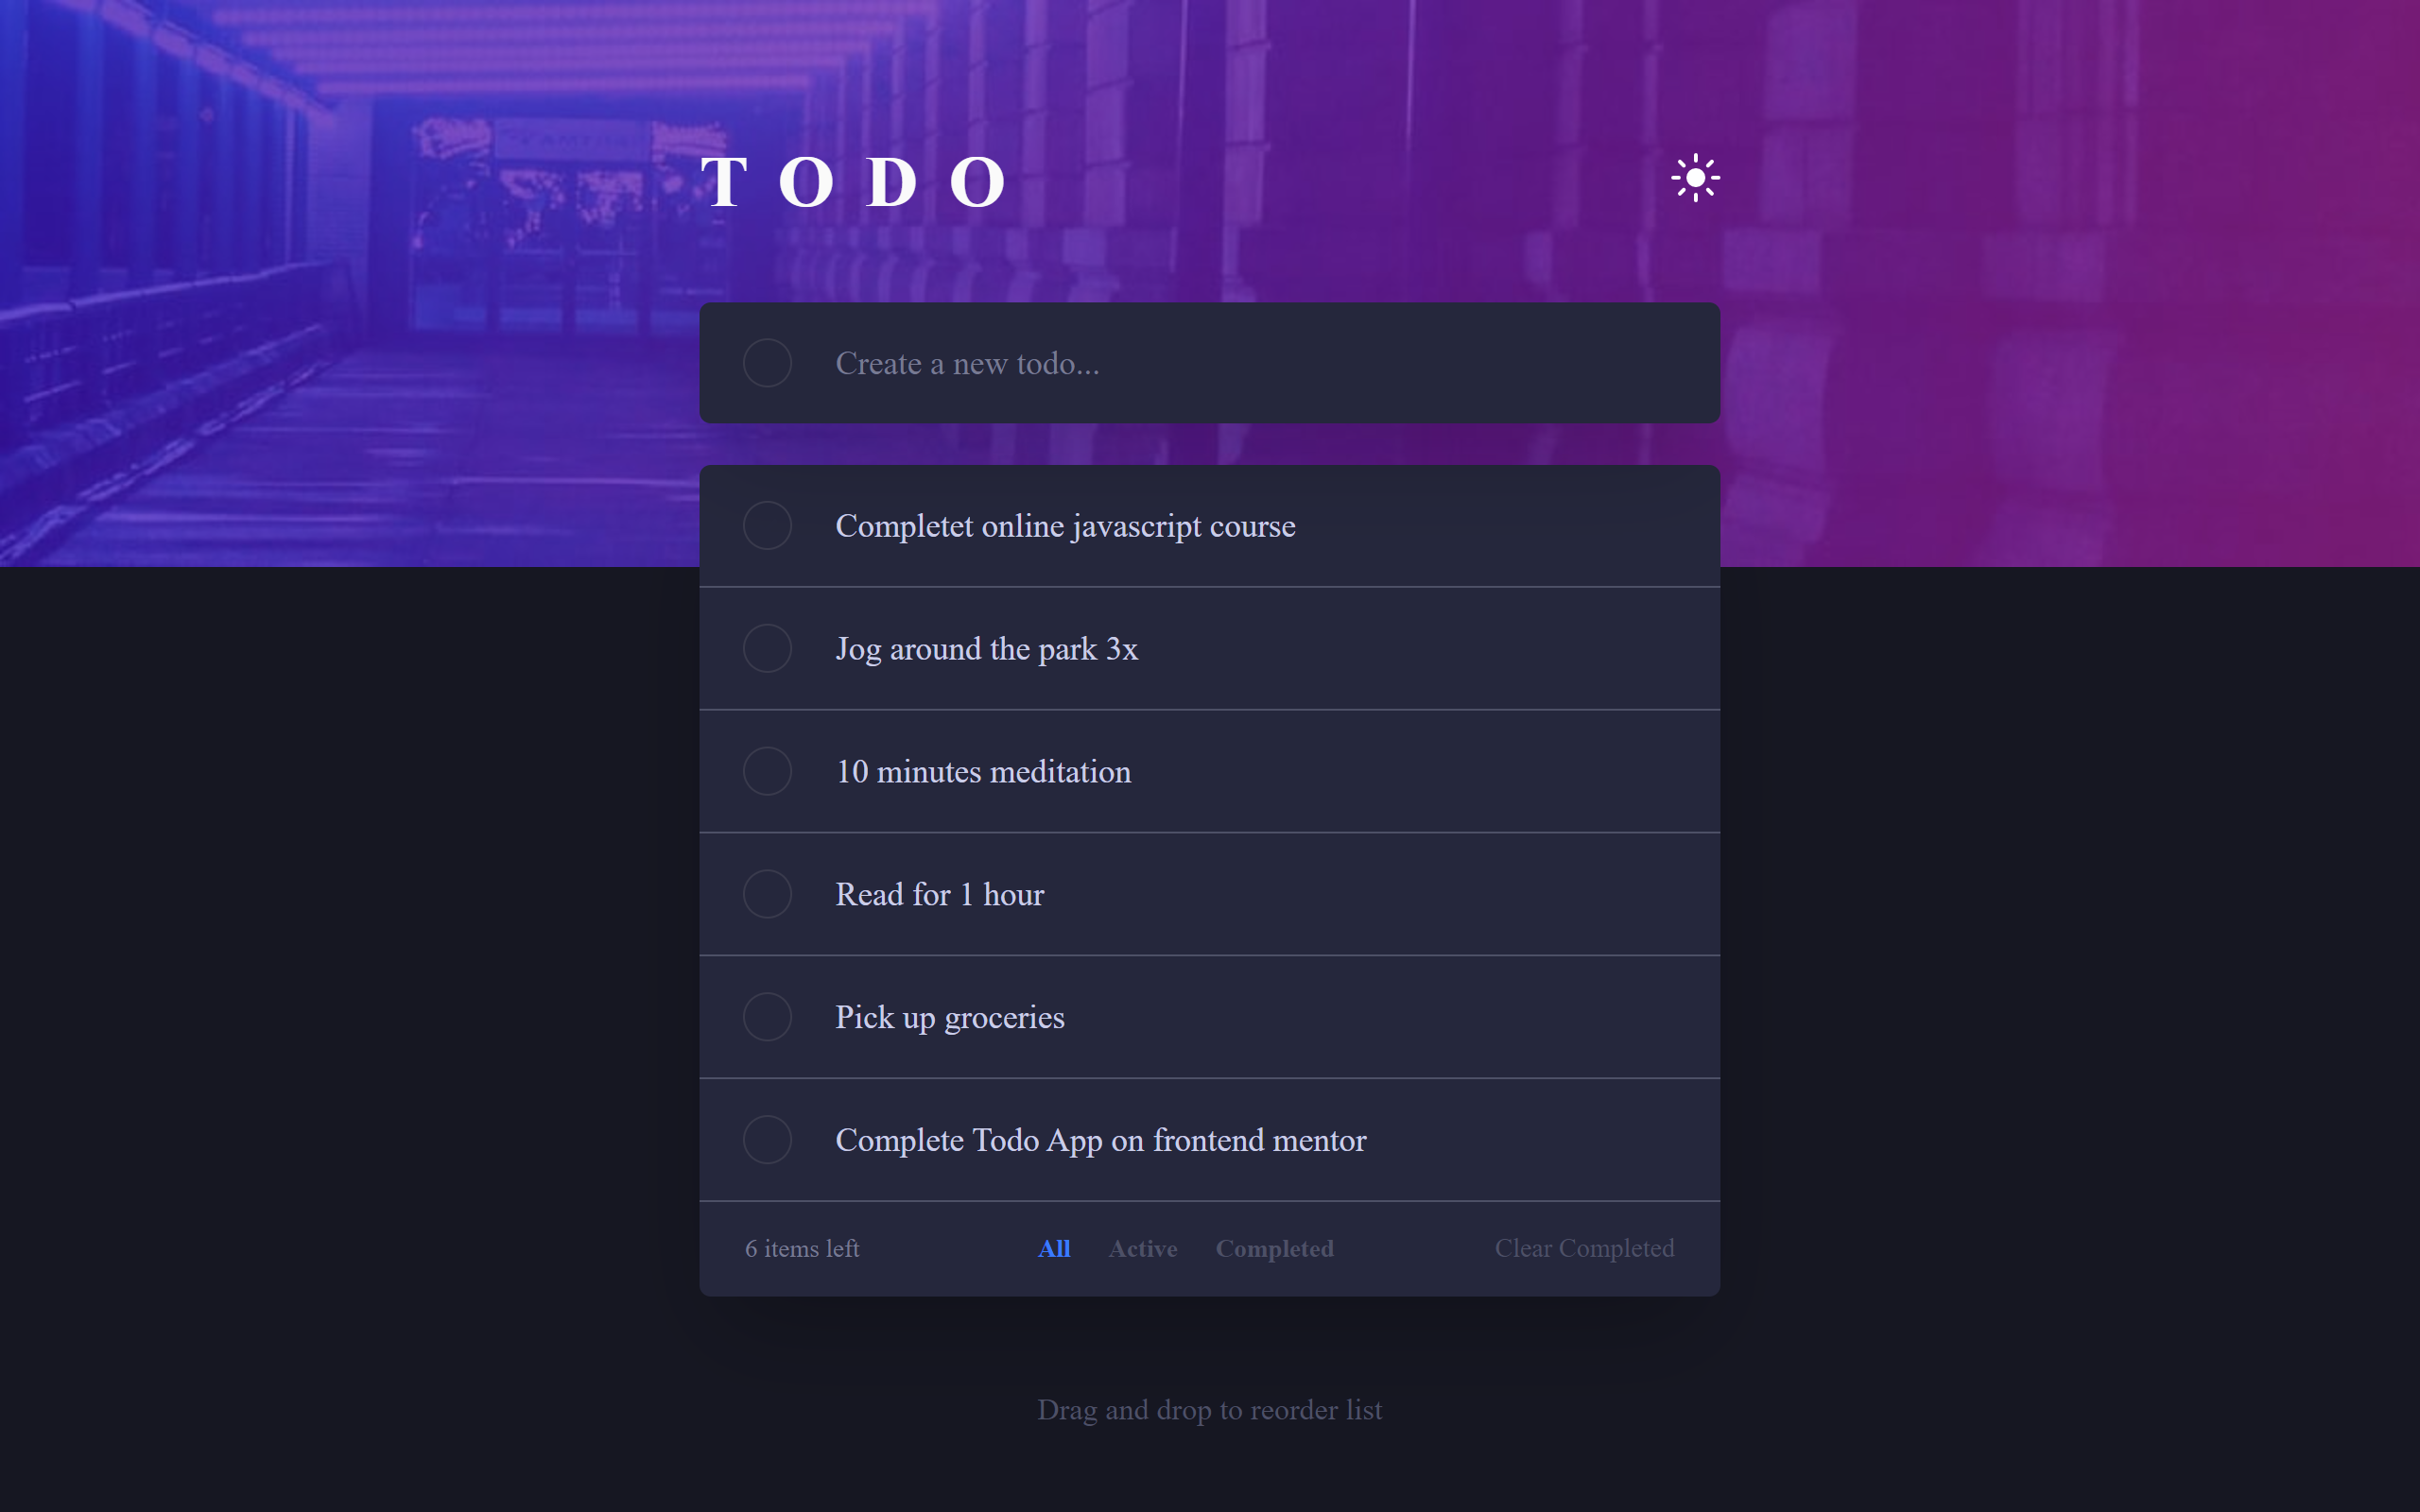 TODO
Create a new todo...
Completet online javascript course
Jog around the park 3x
10 minutes meditation
Read for 1 hour
Pick up groceries
Complete Todo App on frontend mentor
6 items left All Active Completed Clear Completed
Drag and drop to reorder list